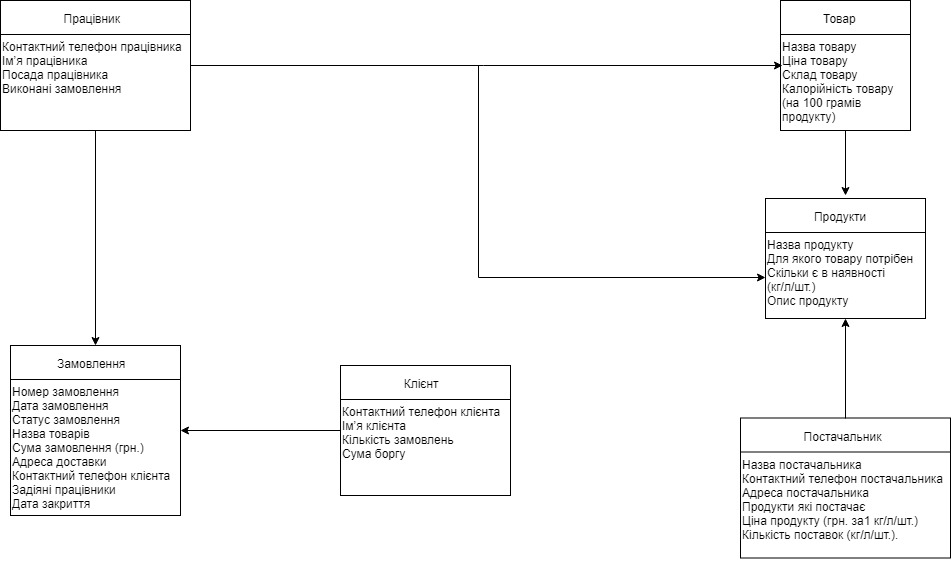 Працівник
Контактний телефон працівника
Ім'я працівника
Посада працівника
Виконані замовлення
Товар
Назва товару
Ціна товару
Склад товару
Калорійність товару
(на 100 грамів
продукту)
Продукти
Назва продукту
Для якого товару потрібен
Скільки є в наявності
(кг/л/шт.)
Опис продукту
Замовлення
Номер замовлення
Дата замовлення
Статус замовлення
Назва товарів
Сума замовлення (грн.)
Адреса доставки
Контактний телефон клієнта
Задіяні працівники
Дата закриття
Клієнт
Контактний телефон клієнта
Ім'я клієнта
Кількість замовлень
Сума боргу
Постачальник
Назва постачальника
Контактний телефон постачальника
Адреса постачальника
Продукти які постачає
Ціна продукту (грн. за1 кг/л/шт.)
Кількість поставок (кг/л/шт.).